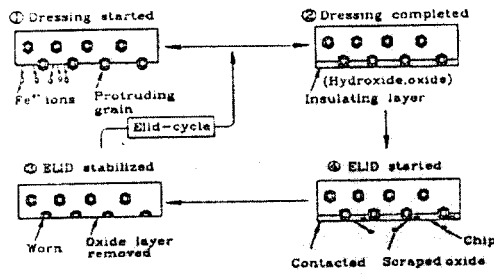 ① Dressing started
② Dressing completed
Fe ions
Protruding
grain
(Hydroxide,oxide)
Insulating layer
Elid-cycle
③ ELID stabilized
④ ELID started
Worn
Oxide layer
removed
Contacted
Scraped oxide
Chip